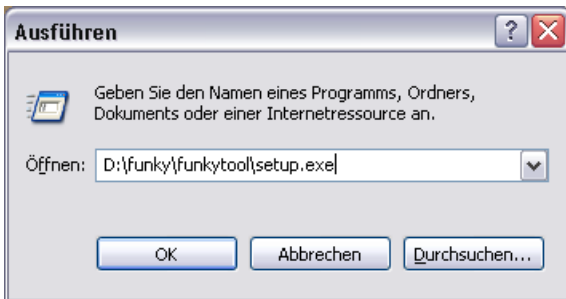 Ausführen
Geben Sie den Namen eines Programms, Ordners,
Dokuments oder einer Internetressource an.
Öffnen: D:\funky\funkytool\setup.exe
OK Abbrechen Durchsuchen...